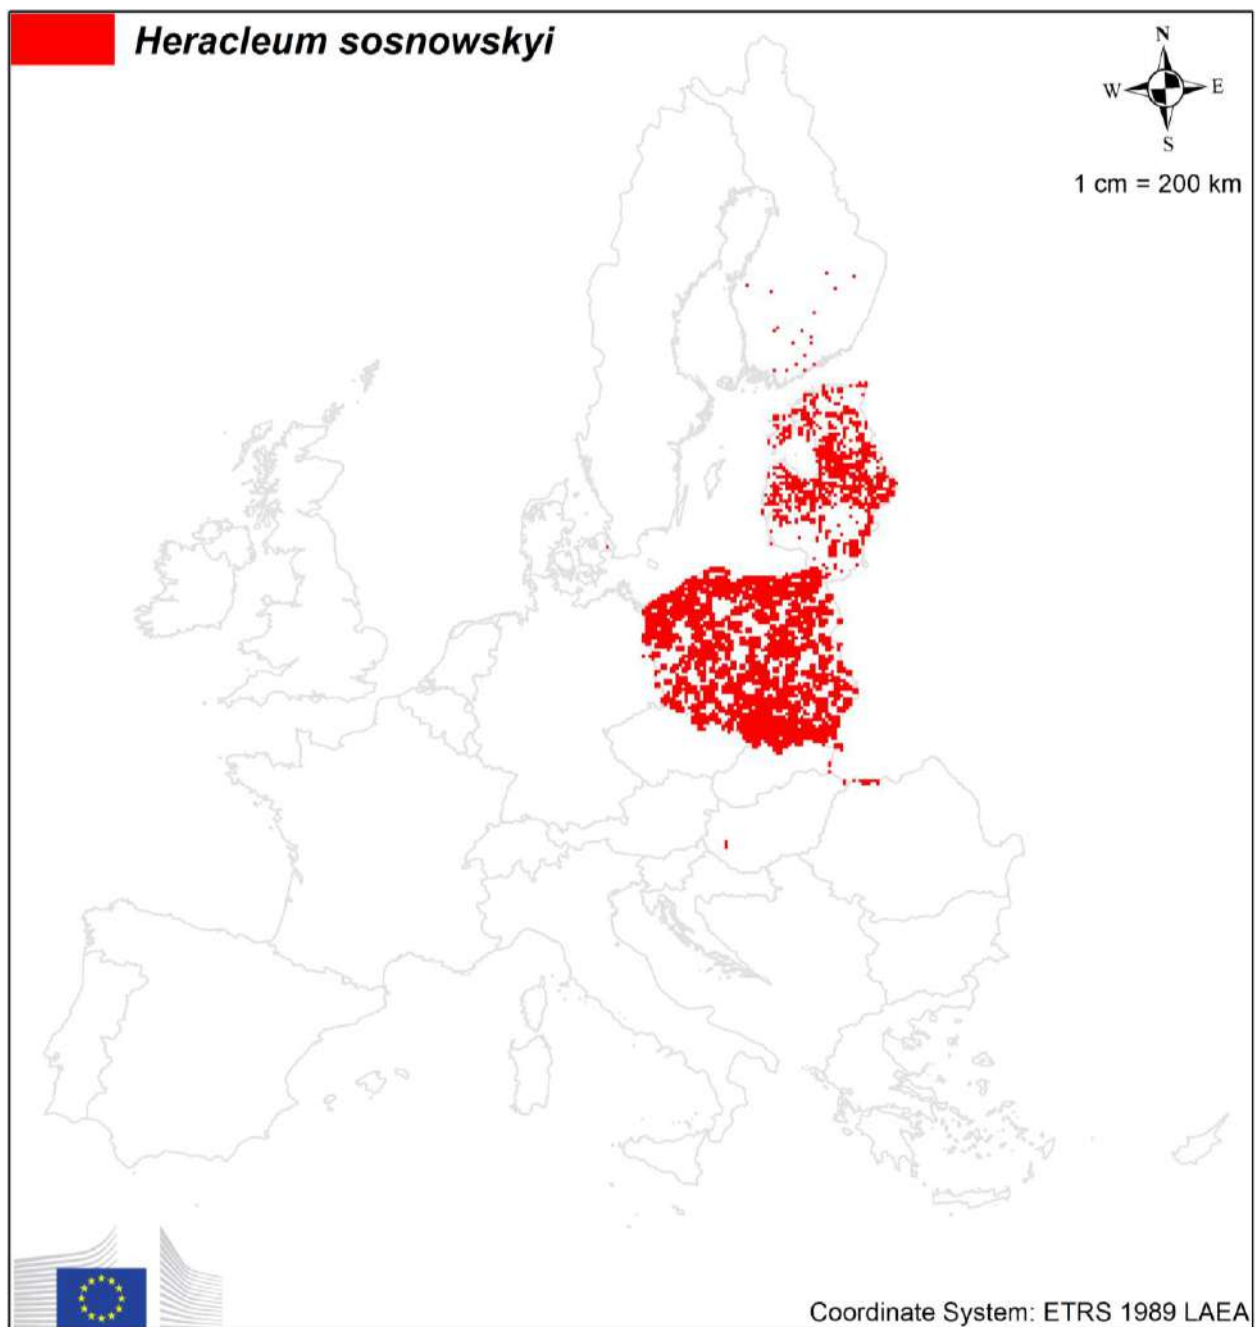 Heracleum sosnowskyi
N
W E
S
1 cm = 200 km
Coordinate System: ETRS 1989 LAEA